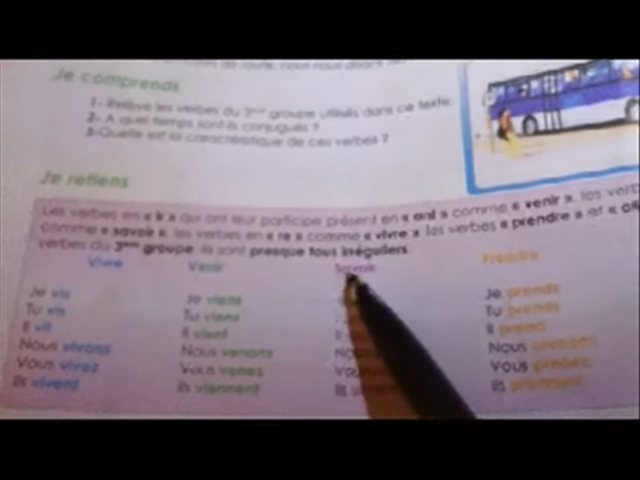 Je comprends
1- Relève les verbes du 3ème groupe utilisés dans ce texte.
2- A quel temps sont-ils conjugués ?
3-Quelle est la caractéristique de ces verbes ?
Je retiens
Les verbes en « ir » qui ont leur participe présent en « ant » comme « venir ». les verbes
comme « savoir ». les verbes en « re » comme « vivre » les verbes « prendre » et
verbes du 3ème groupe. Ils sont presque tous irréguliers.
Vivre Venir Savoir Prendre
Je vis Je viens Je prends
Tu vis Tu viens Tu prends
Il vit Il vient Il prend
Nous vivons Nous venons Nous prenons
Vous vivez Vous venez Vous prenez
Ils vivent Ils viennent Ils prennent